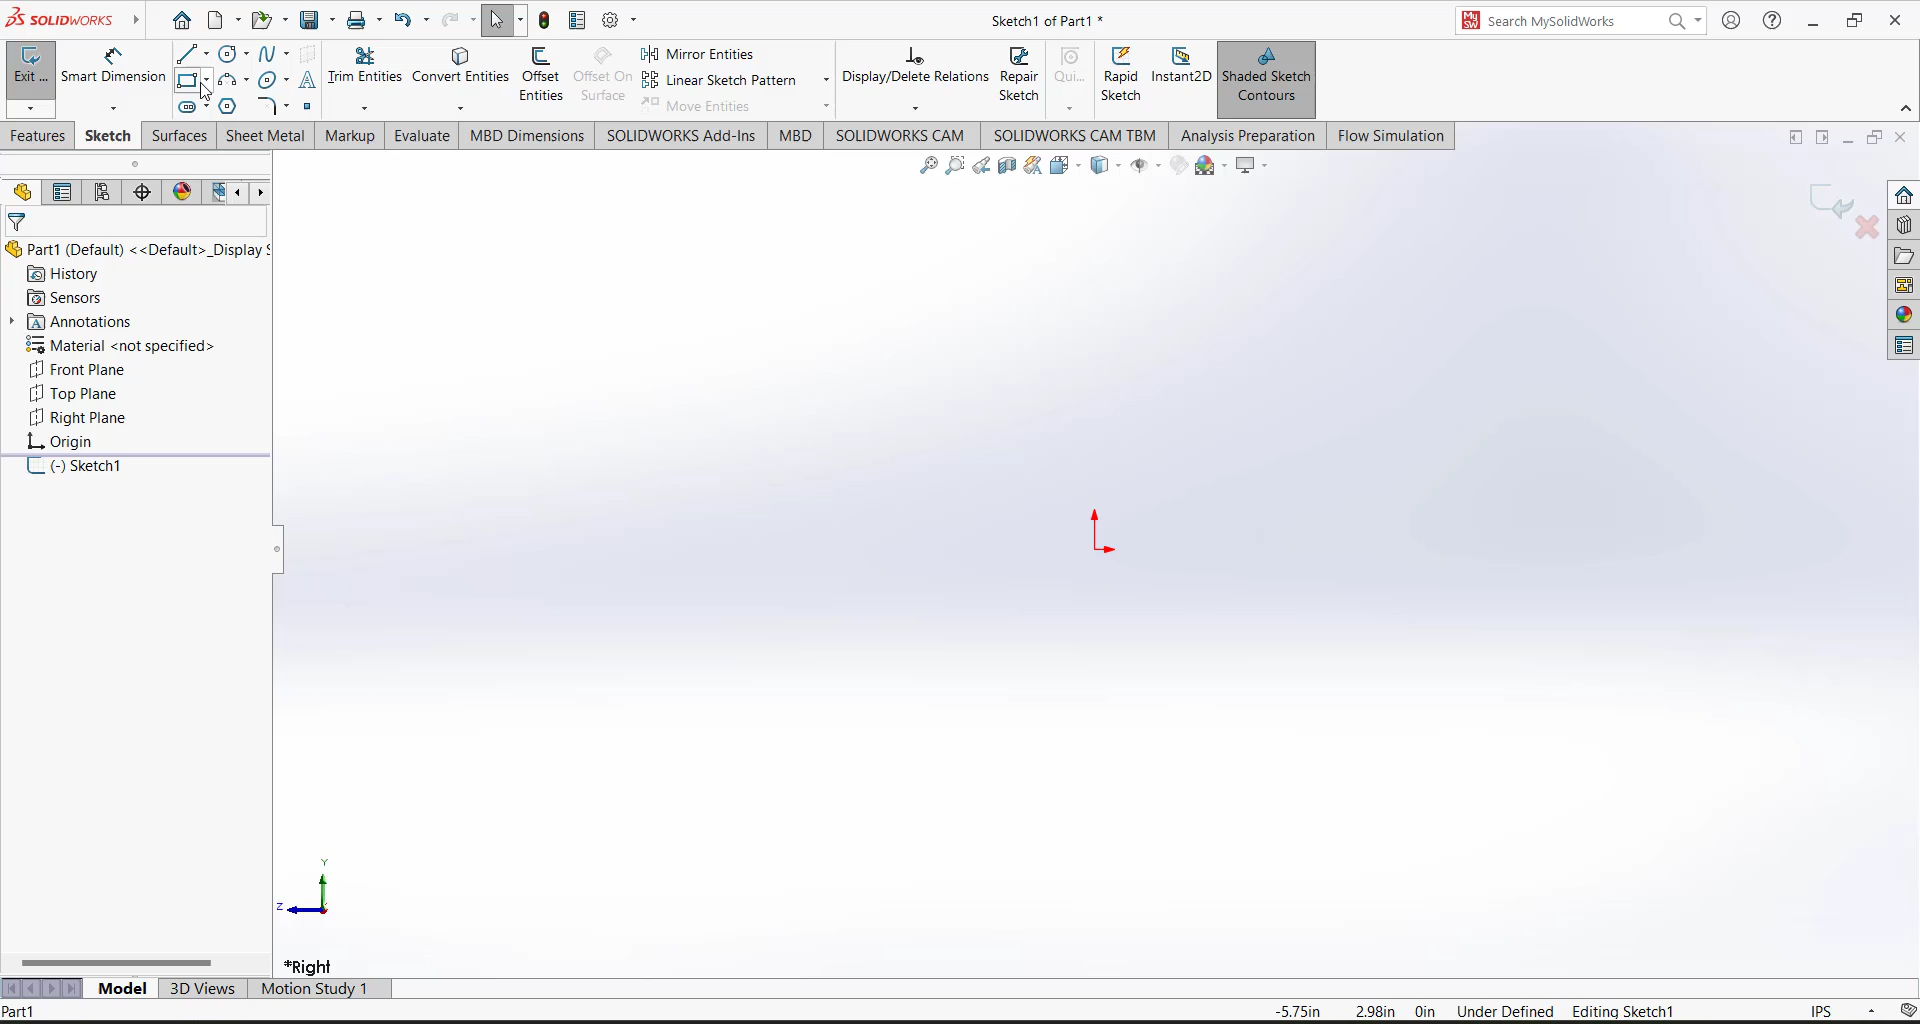 SOLIDWORKS
Sketch1 of Part1 *
Search MySolidWorks
Exit ...
Smart Dimension
Trim Entities
Convert Entities
Offset
Entities
Offset On
Surface
Mirror Entities
Linear Sketch Pattern
Move Entities
Display/Delete Relations
Repair
Sketch
Qui...
Rapid
Sketch
Instant2D
Shaded Sketch
Contours
Features
Sketch
Surfaces
Sheet Metal
Markup
Evaluate
MBD Dimensions
SOLIDWORKS Add-Ins
MBD
SOLIDWORKS CAM
SOLIDWORKS CAM TBM
Analysis Preparation
Flow Simulation
Part1 (Default) <<Default>_Display S
History
Sensors
Annotations
Material <not specified>
Front Plane
Top Plane
Right Plane
Origin
(-) Sketch1
Y
Z
*Right
Model
3D Views
Motion Study 1
Part1
-5.75in
2.98in
0in
Under Defined
Editing Sketch1
IPS